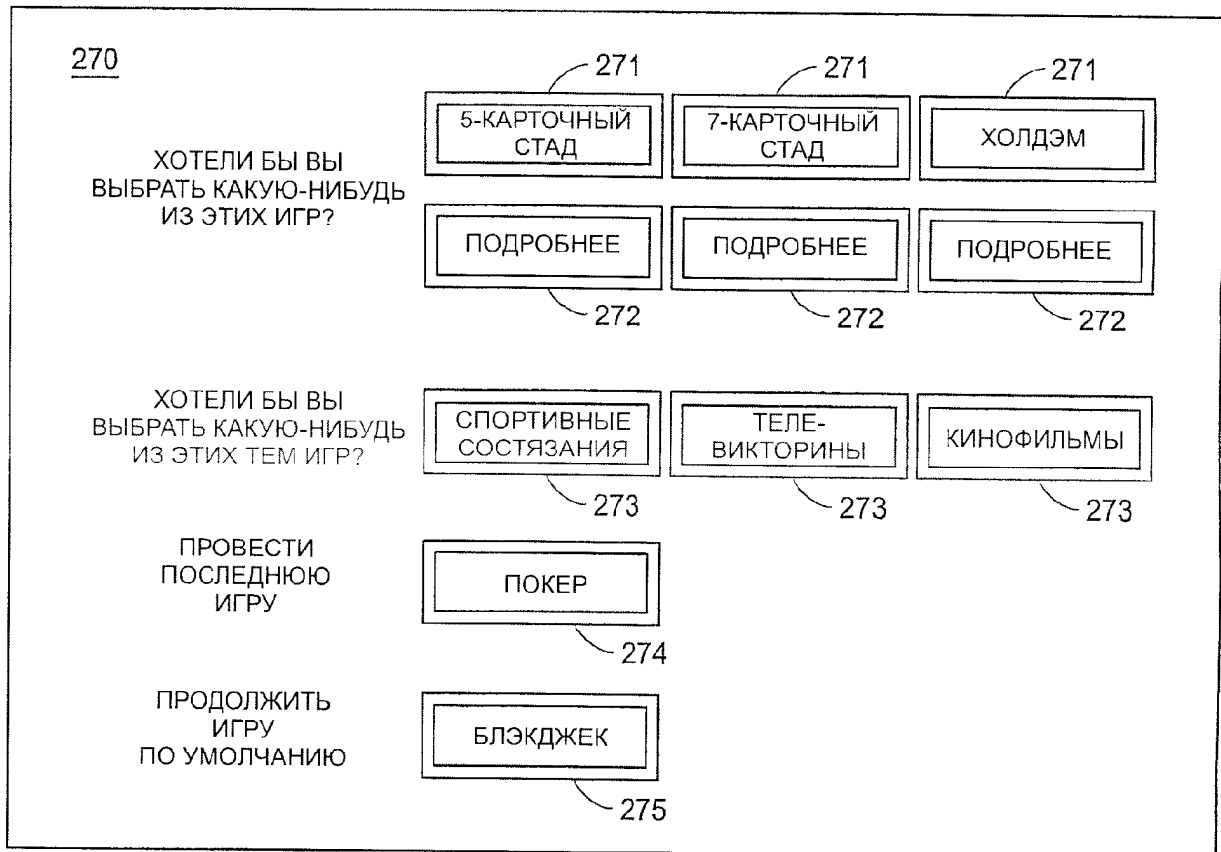 270
271
271
271
5-КАРТОЧНЫЙ
СТАД
7-КАРТОЧНЫЙ
СТАД
ХОЛДЭМ
ХОТЕЛИ БЫ ВЫ
ВЫБРАТЬ КАКУЮ-НИБУДЬ
ИЗ ЭТИХ ИГР?
ПОДРОБНЕЕ
ПОДРОБНЕЕ
ПОДРОБНЕЕ
272
272
272
ХОТЕЛИ БЫ ВЫ
ВЫБРАТЬ КАКУЮ-НИБУДЬ
ИЗ ЭТИХ ТЕМ ИГР?
СПОРТИВНЫЕ
СОСТЯЗАНИЯ
ТЕЛЕ-
ВИКТОРИНЫ
КИНОФИЛЬМЫ
273
273
273
ПРОВЕСТИ
ПОСЛЕДНЮЮ
ИГРУ
ПОКЕР
274
ПРОДОЛЖИТЬ
ИГРУ
ПО УМОЛЧАНИЮ
БЛЭКДЖЕК
275